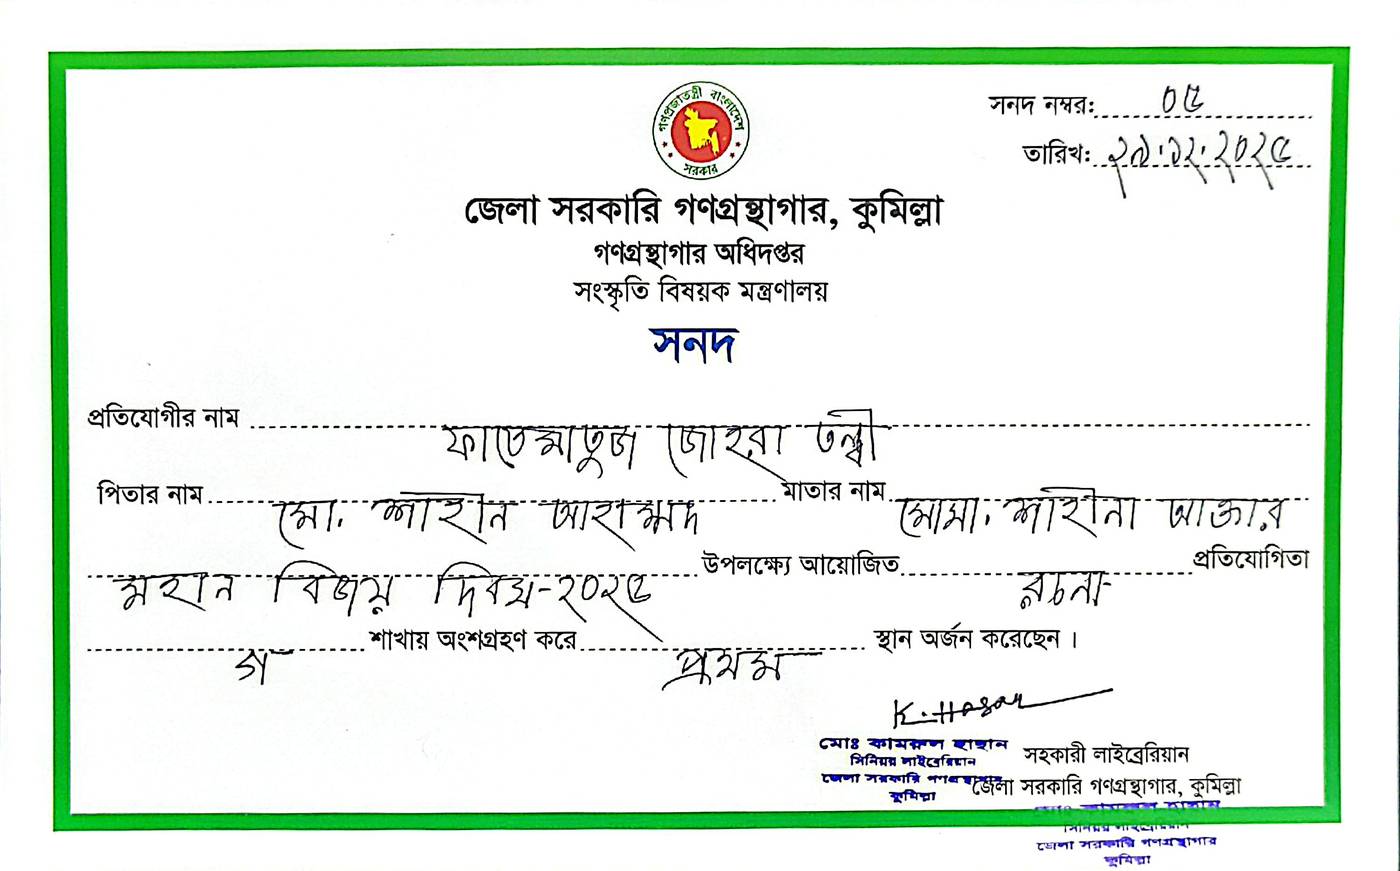 গণপ্রজাতন্ত্রী বাংলাদেশ
সরকার
সনদ নম্বর: ০৫
তারিখ: ২৯.১২.২০২৫
জেলা সরকারি গণগ্রন্থাগার, কুমিল্লা
গণগ্রন্থাগার অধিদপ্তর
সংস্কৃতি বিষয়ক মন্ত্রণালয়
সনদ
প্রতিযোগীর নাম ফাতেমাতুজ জোহরা তন্বী
পিতার নাম মো. শাহীন আহাম্মদ মাতার নাম মোসা. শাহীনা আক্তার
মহান বিজয় দিবস-২০২৫ উপলক্ষ্যে আয়োজিত রচনা প্রতিযোগিতা
গ শাখায় অংশগ্রহণ করে প্রথম স্থান অর্জন করেছেন।
K. Hasan
মোঃ কামরুল হাছান
সিনিয়র লাইব্রেরিয়ান
জেলা সরকারি গণগ্রন্থাগার
কুমিল্লা
সহকারী লাইব্রেরিয়ান
জেলা সরকারি গণগ্রন্থাগার, কুমিল্লা
মোঃ কামরুল হাছান
সিনিয়র লাইব্রেরিয়ান
জেলা সরকারি গণগ্রন্থাগার
কুমিল্লা